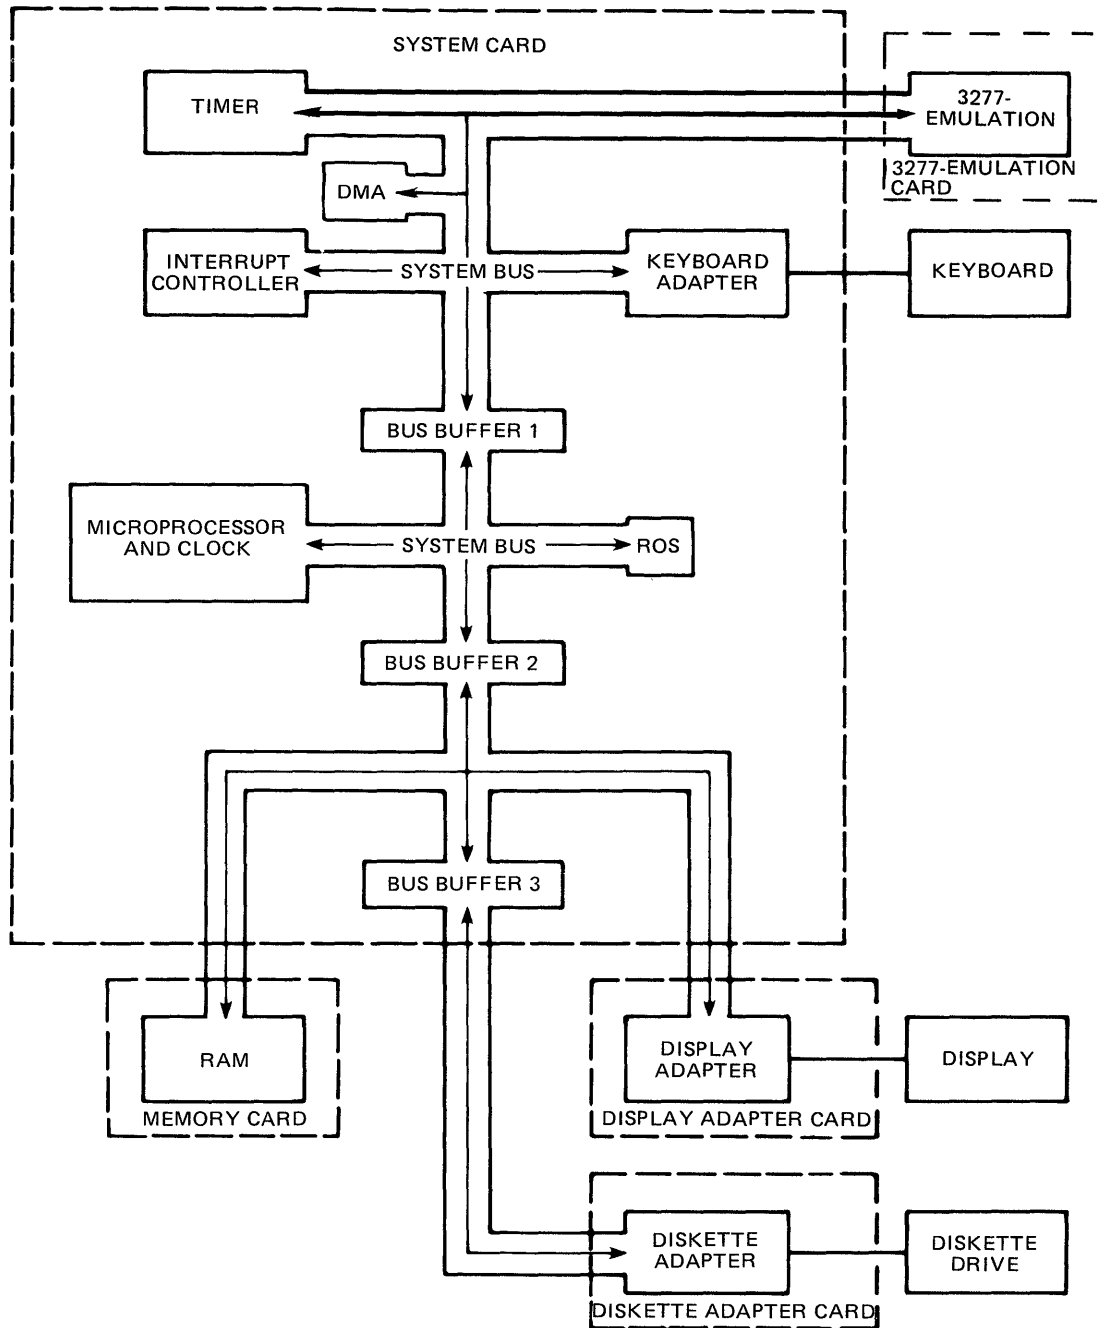 SYSTEM CARD
TIMER
3277-
EMULATION
3277-EMULATION
CARD
DMA
INTERRUPT
CONTROLLER
SYSTEM BUS
KEYBOARD
ADAPTER
KEYBOARD
BUS BUFFER 1
MICROPROCESSOR
AND CLOCK
SYSTEM BUS
ROS
BUS BUFFER 2
BUS BUFFER 3
RAM
MEMORY CARD
DISPLAY
ADAPTER
DISPLAY ADAPTER CARD
DISPLAY
DISKETTE
ADAPTER
DISKETTE ADAPTER CARD
DISKETTE
DRIVE